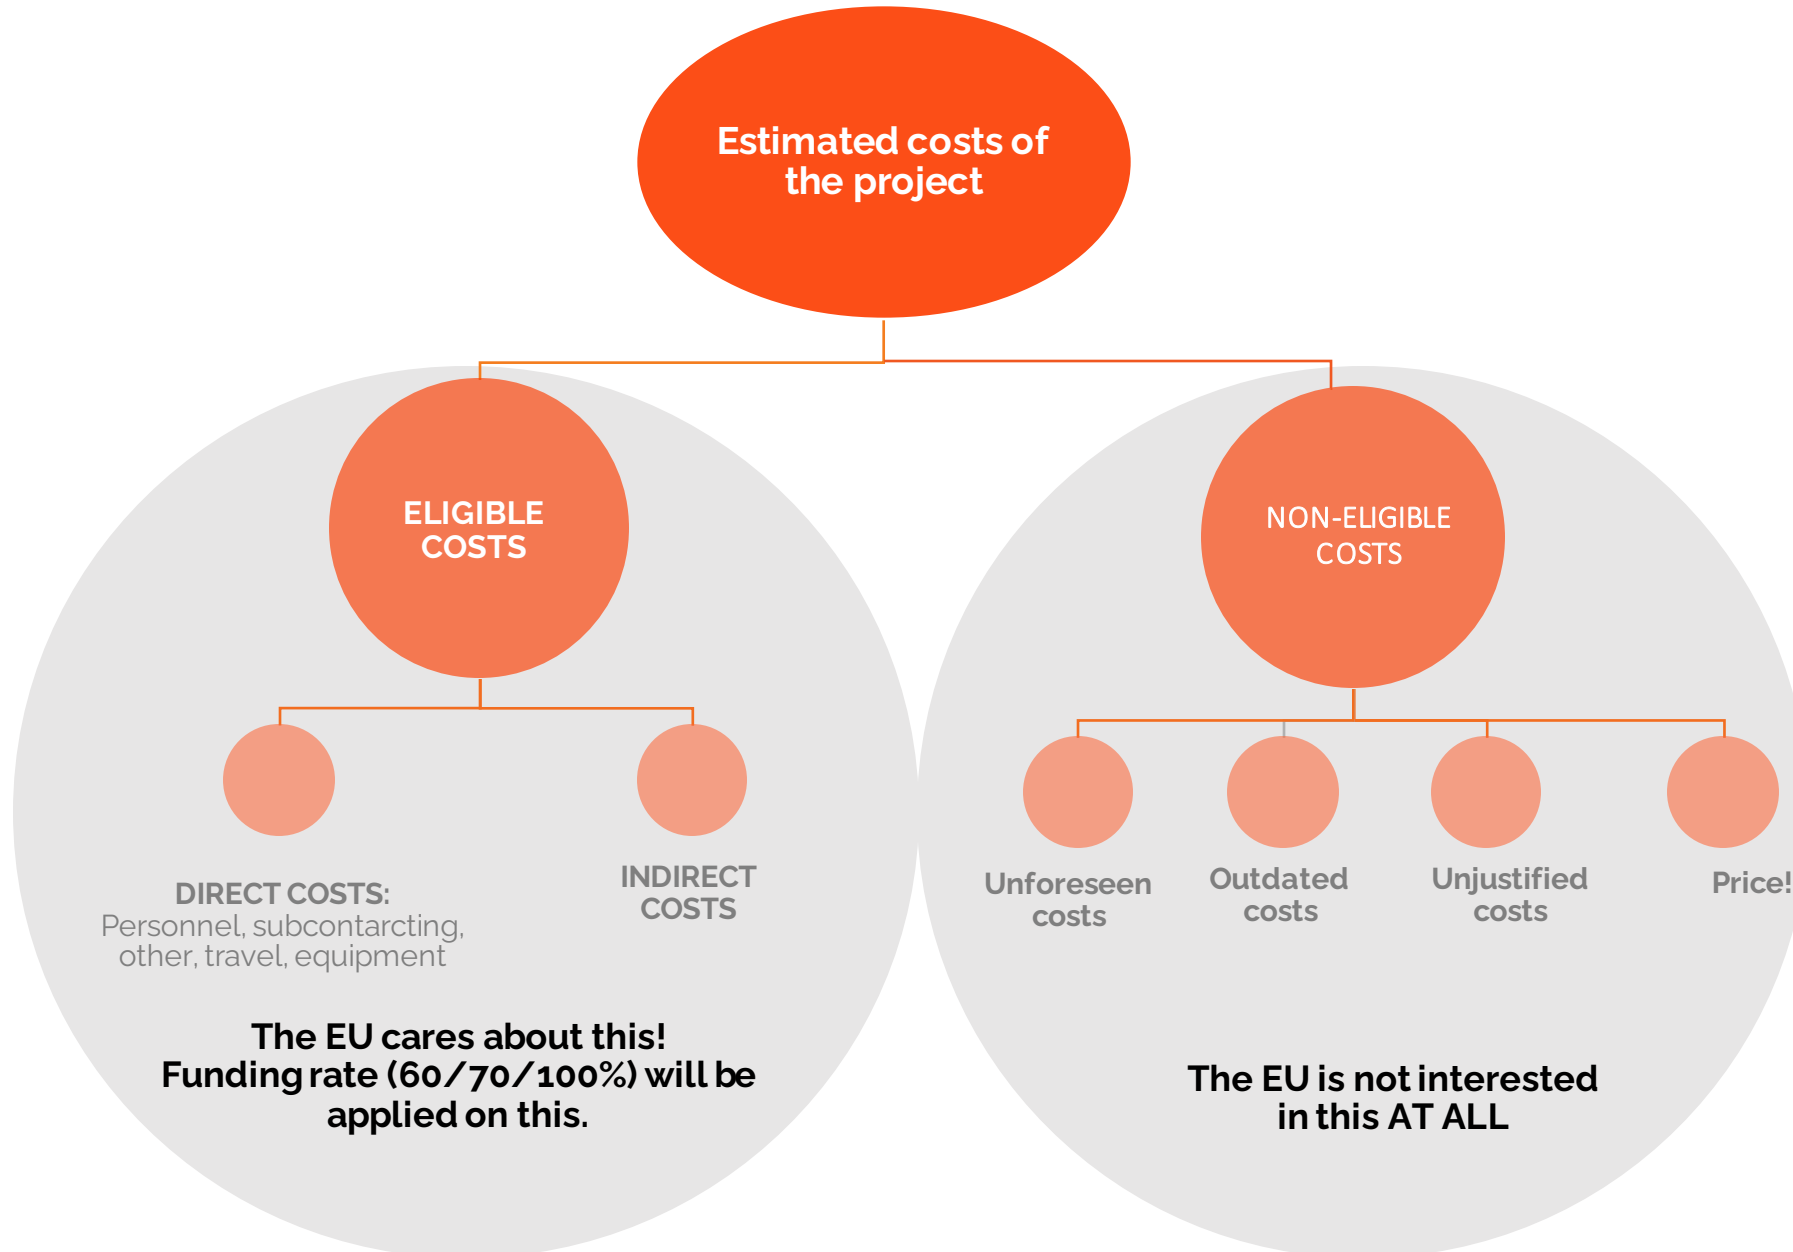 Estimated costs of
the project
ELIGIBLE
COSTS
NON-ELIGIBLE
COSTS
DIRECT COSTS:
Personnel, subcontarcting,
other, travel, equipment
INDIRECT
COSTS
Unforeseen
costs
Outdated
costs
Unjustified
costs
Price!
The EU cares about this!
Funding rate (60/70/100%) will be
applied on this.
The EU is not interested
in this AT ALL